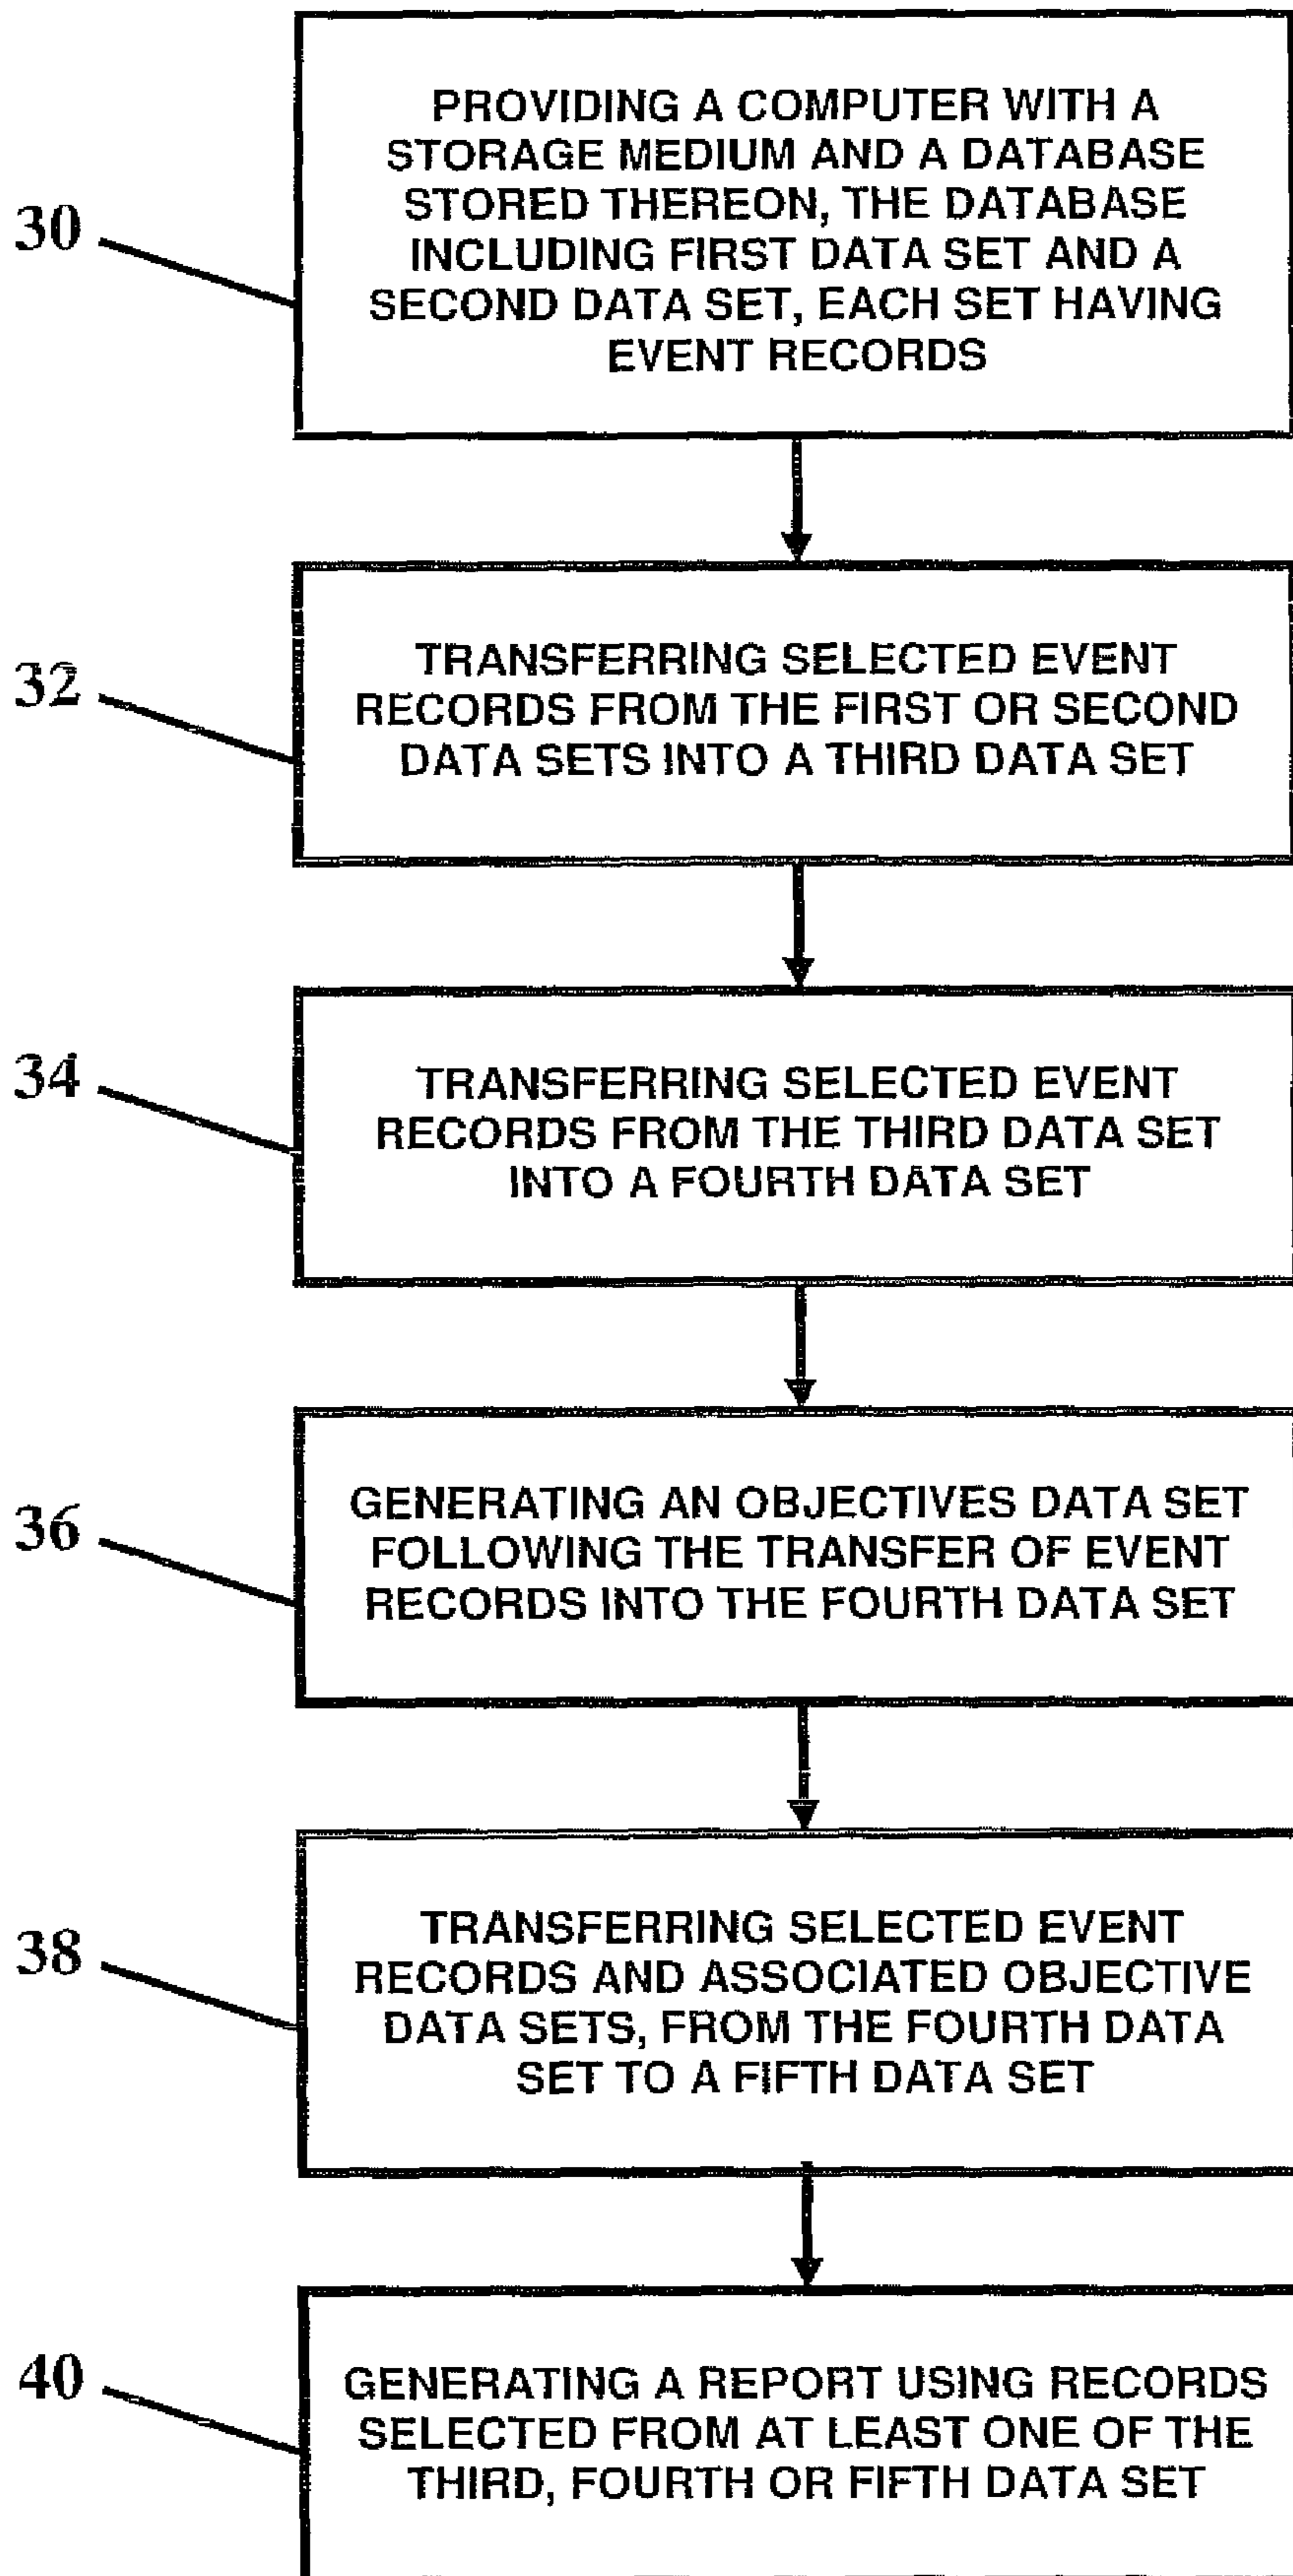 30
PROVIDING A COMPUTER WITH A
STORAGE MEDIUM AND A DATABASE
STORED THEREON, THE DATABASE
INCLUDING FIRST DATA SET AND A
SECOND DATA SET, EACH SET HAVING
EVENT RECORDS
32
TRANSFERRING SELECTED EVENT
RECORDS FROM THE FIRST OR SECOND
DATA SETS INTO A THIRD DATA SET
34
TRANSFERRING SELECTED EVENT
RECORDS FROM THE THIRD DATA SET
INTO A FOURTH DATA SET
36
GENERATING AN OBJECTIVES DATA SET
FOLLOWING THE TRANSFER OF EVENT
RECORDS INTO THE FOURTH DATA SET
38
TRANSFERRING SELECTED EVENT
RECORDS AND ASSOCIATED OBJECTIVE
DATA SETS, FROM THE FOURTH DATA
SET TO A FIFTH DATA SET
40
GENERATING A REPORT USING RECORDS
SELECTED FROM AT LEAST ONE OF THE
THIRD, FOURTH OR FIFTH DATA SET